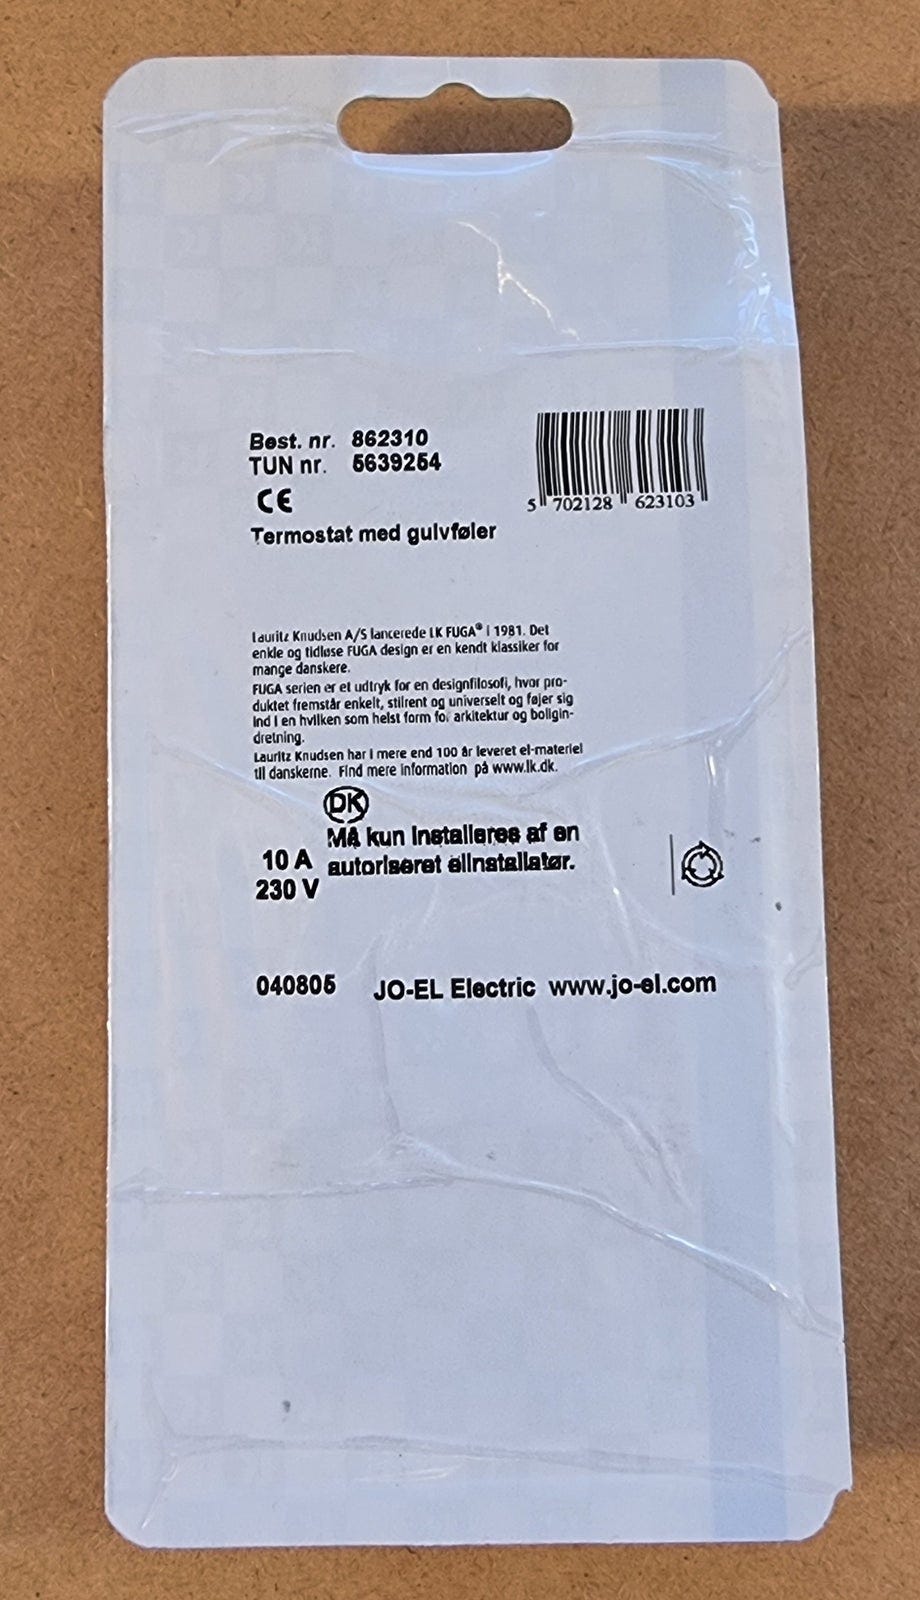 Best. nr. 862310
TUN nr. 5639254
CE
Termostat med gulvføler
5 702128 623103
Lauritz Knudsen A/S lancerede LK FUGA® i 1981. Det
enkle og tidløse FUGA design er en kendt klassiker for
mange danskere.
FUGA serien er et udtryk for en designfilosofi, hvor pro-
duktet fremstår enkelt, stilrent og universelt og føjer sig
ind i en hvilken som helst form for arkitektur og boligin-
dretning.
Lauritz Knudsen har i mere end 100 år leveret el-materiel
til danskerne. Find mere information på www.lk.dk.
DK
MÅ kun installeres af en
autoriseret elinstallatør.
10 A
230 V
040805 JO-EL Electric www.jo-el.com